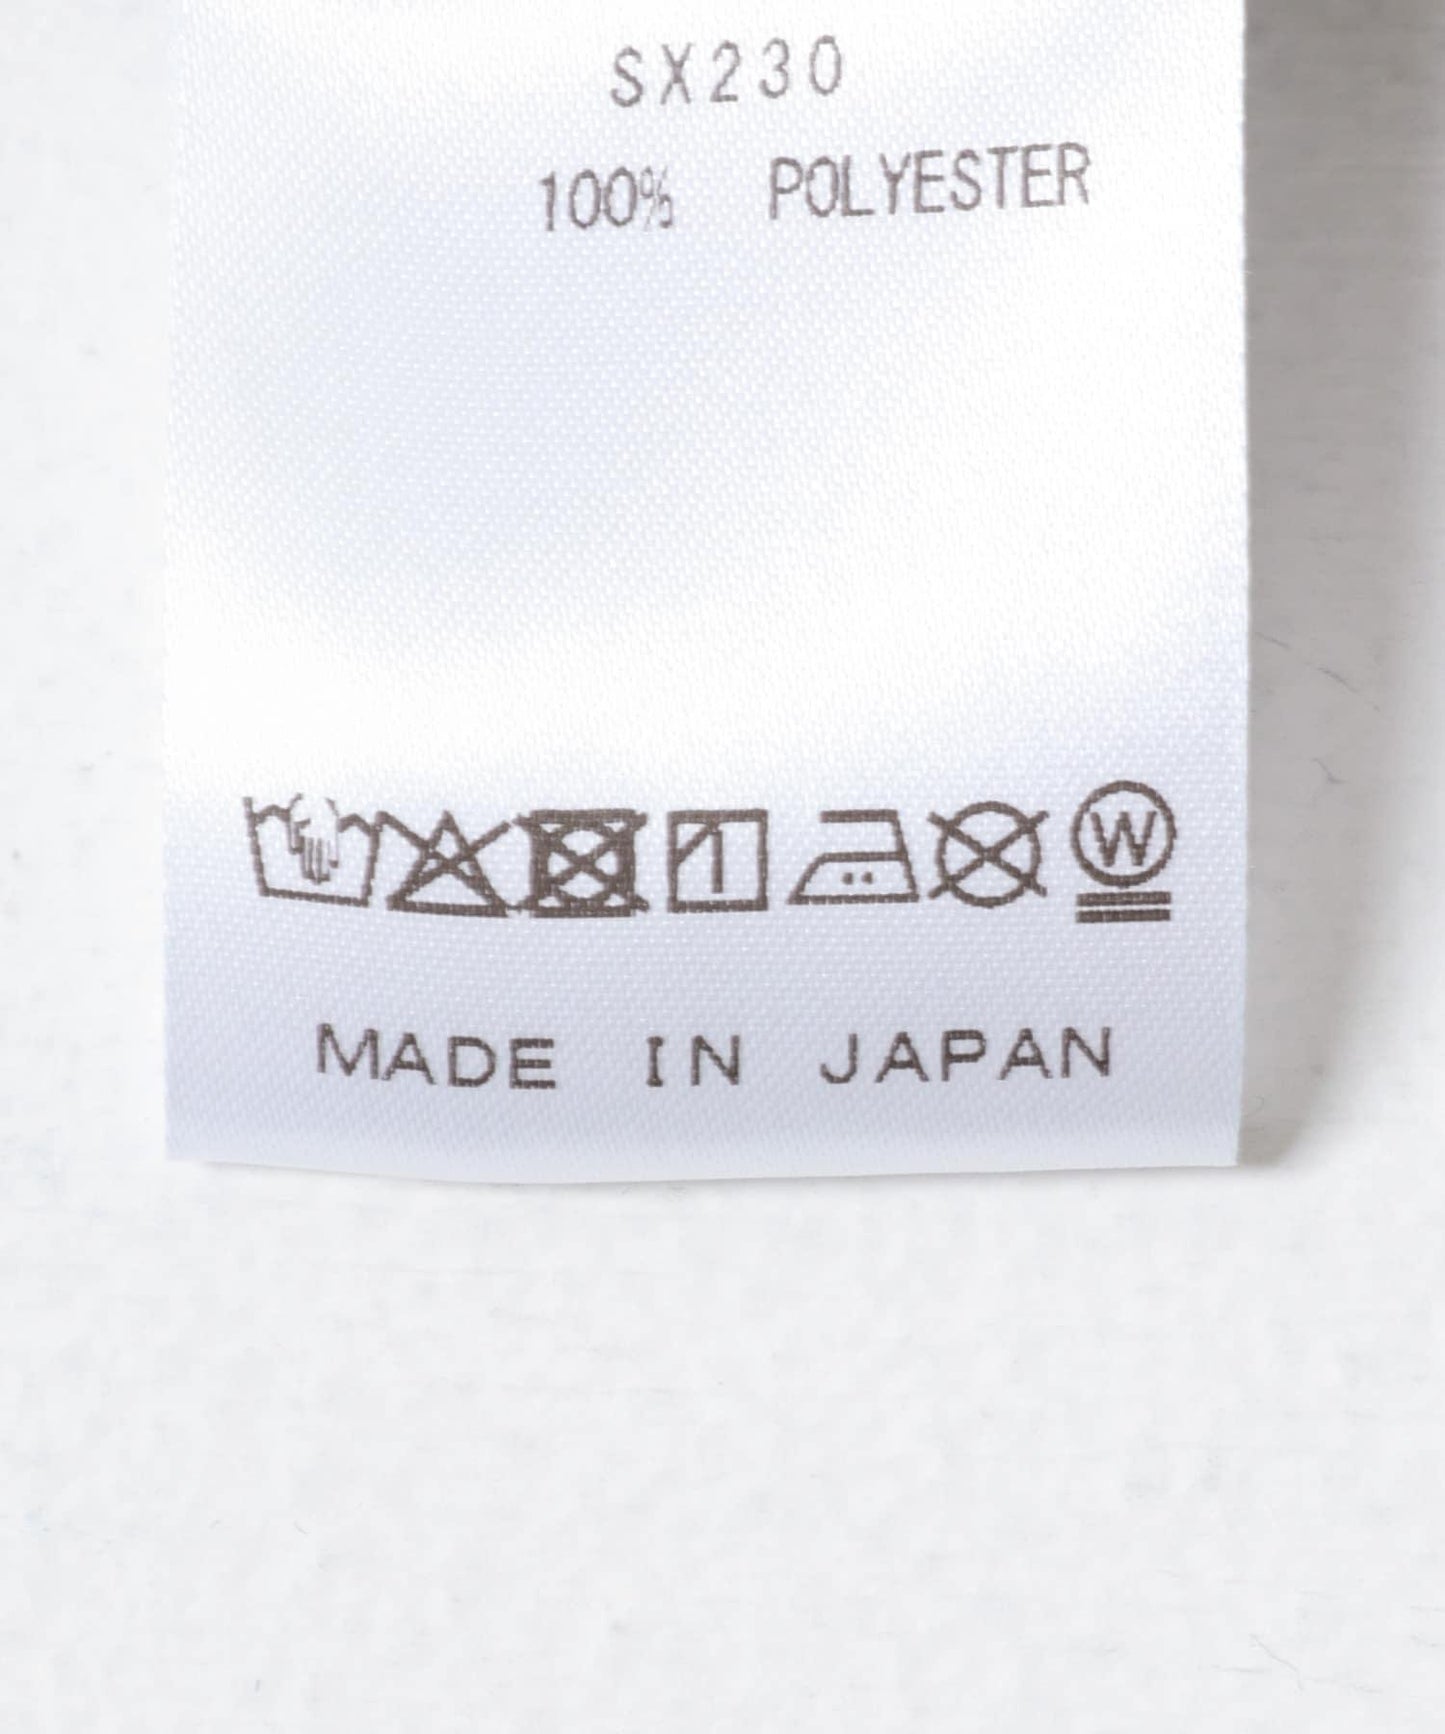 SX230
100% POLYESTER
W
MADE IN JAPAN